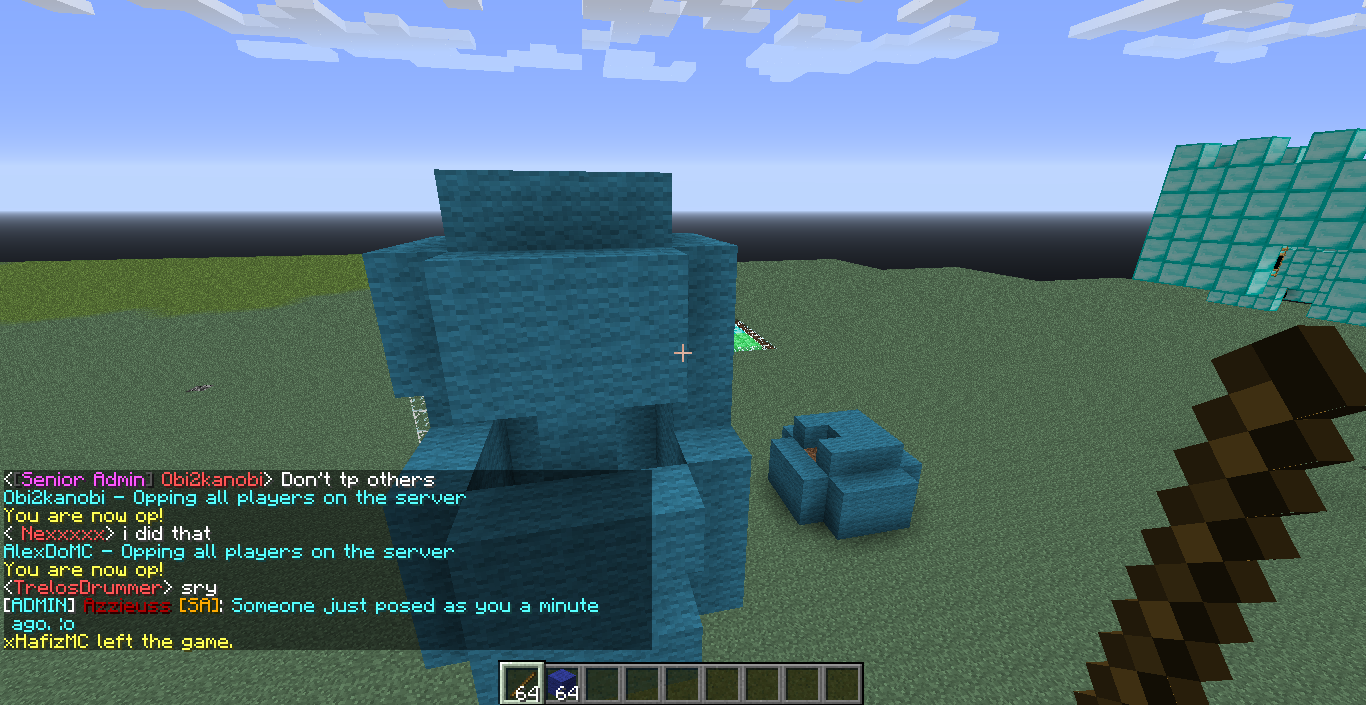 <[Senior Admin] Obi2kanobi> Don't tp others
Obi2kanobi - Opping all players on the server
You are now op!
< Nexxxxx> i did that
AlexDoMC - Opping all players on the server
You are now op!
<TrelosDrummer> sry
[ADMIN] Azzieuss [SA]: Someone just posed as you a minute
ago. :o
xHafizMC left the game.
64 64